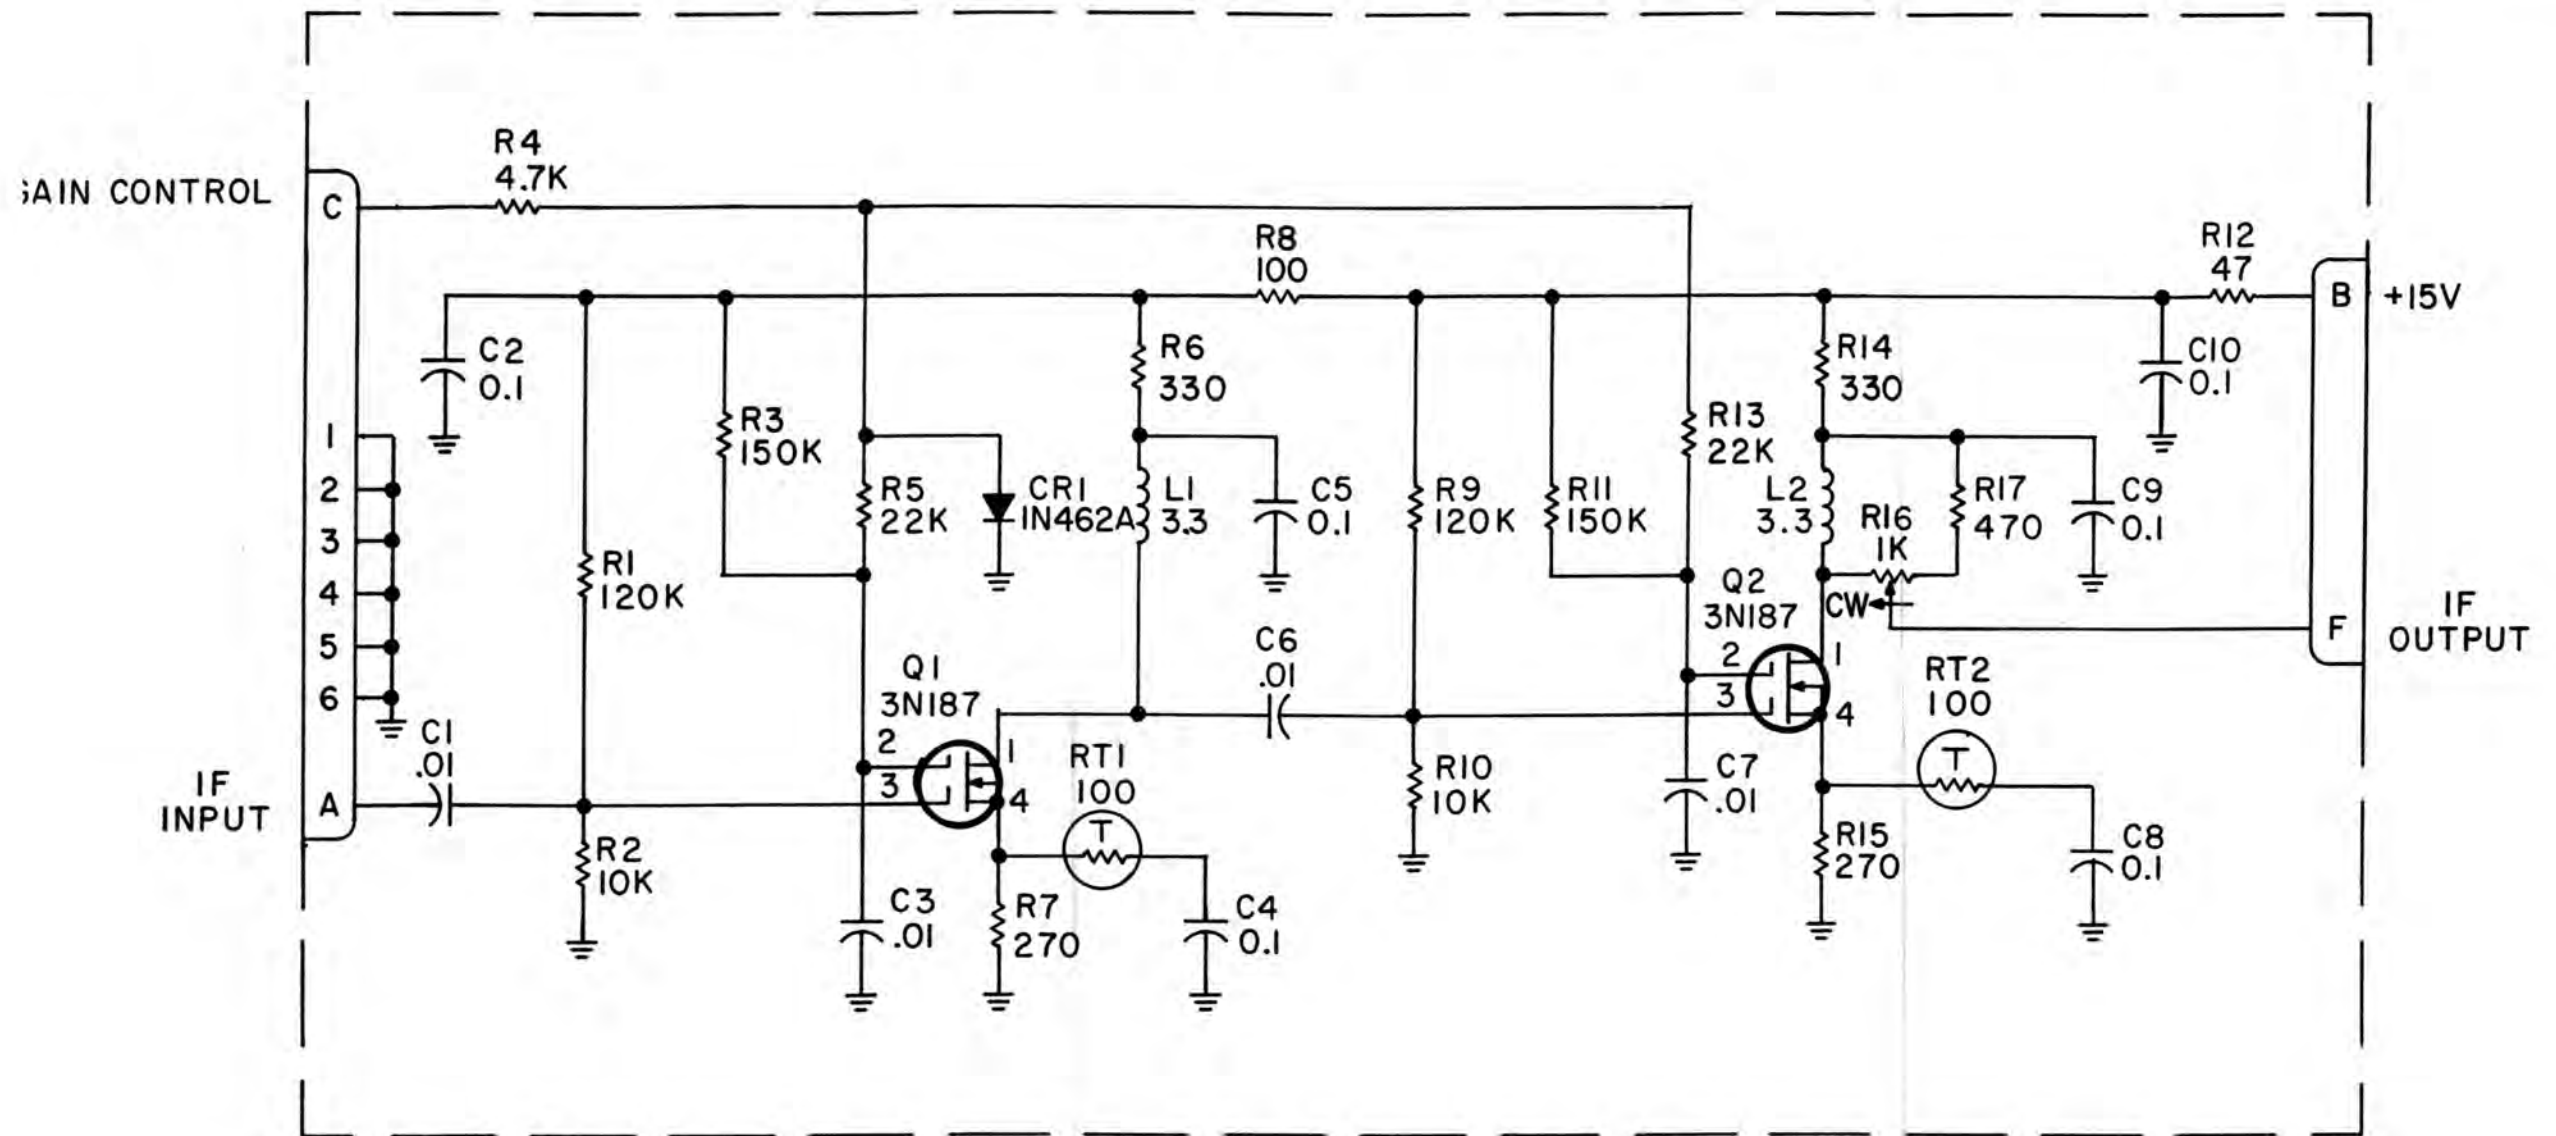 R4
4.7K
GAIN CONTROL
C
R8
100
R12
47
B
+15V
C2
0.1
R6
330
R14
330
C10
0.1
R3
150K
R13
22K
1
2
3
4
5
6
R5
22K
CR1
1N462A
L1
3.3
C5
0.1
R9
120K
R11
150K
L2
3.3
R16
1K
R17
470
C9
0.1
R1
120K
Q2
3N187
CW
F
IF
OUTPUT
C6
.01
Q1
3N187
2
3
1
4
RT2
100
T
C1
.01
2
3
1
4
RT1
100
T
IF
INPUT
A
R10
10K
C7
.01
R2
10K
R15
270
C8
0.1
C3
.01
R7
270
C4
0.1